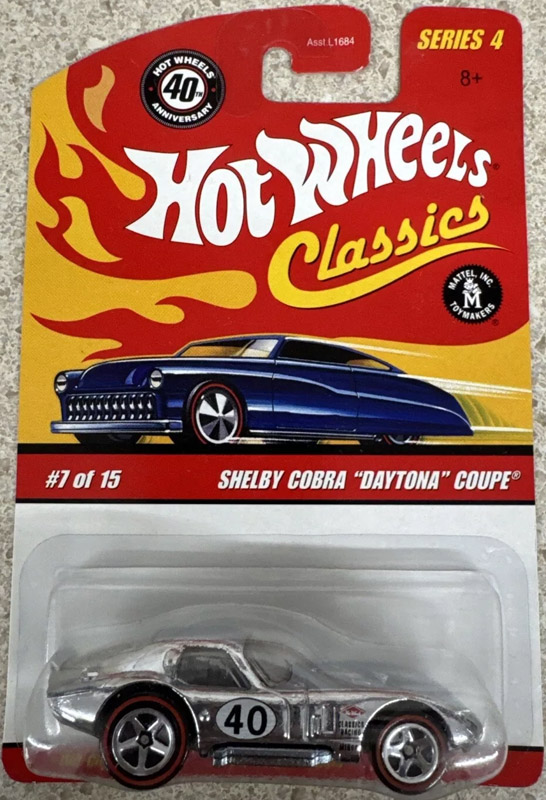 Asst.L1684
SERIES 4
8+
HOT WHEELS
40TH
ANNIVERSARY
HOT WHEELS®
Classics
MATTEL, INC.
M
TOYMAKERS
#7 of 15
SHELBY COBRA “DAYTONA” COUPE®
40
CLASSICS
RACING